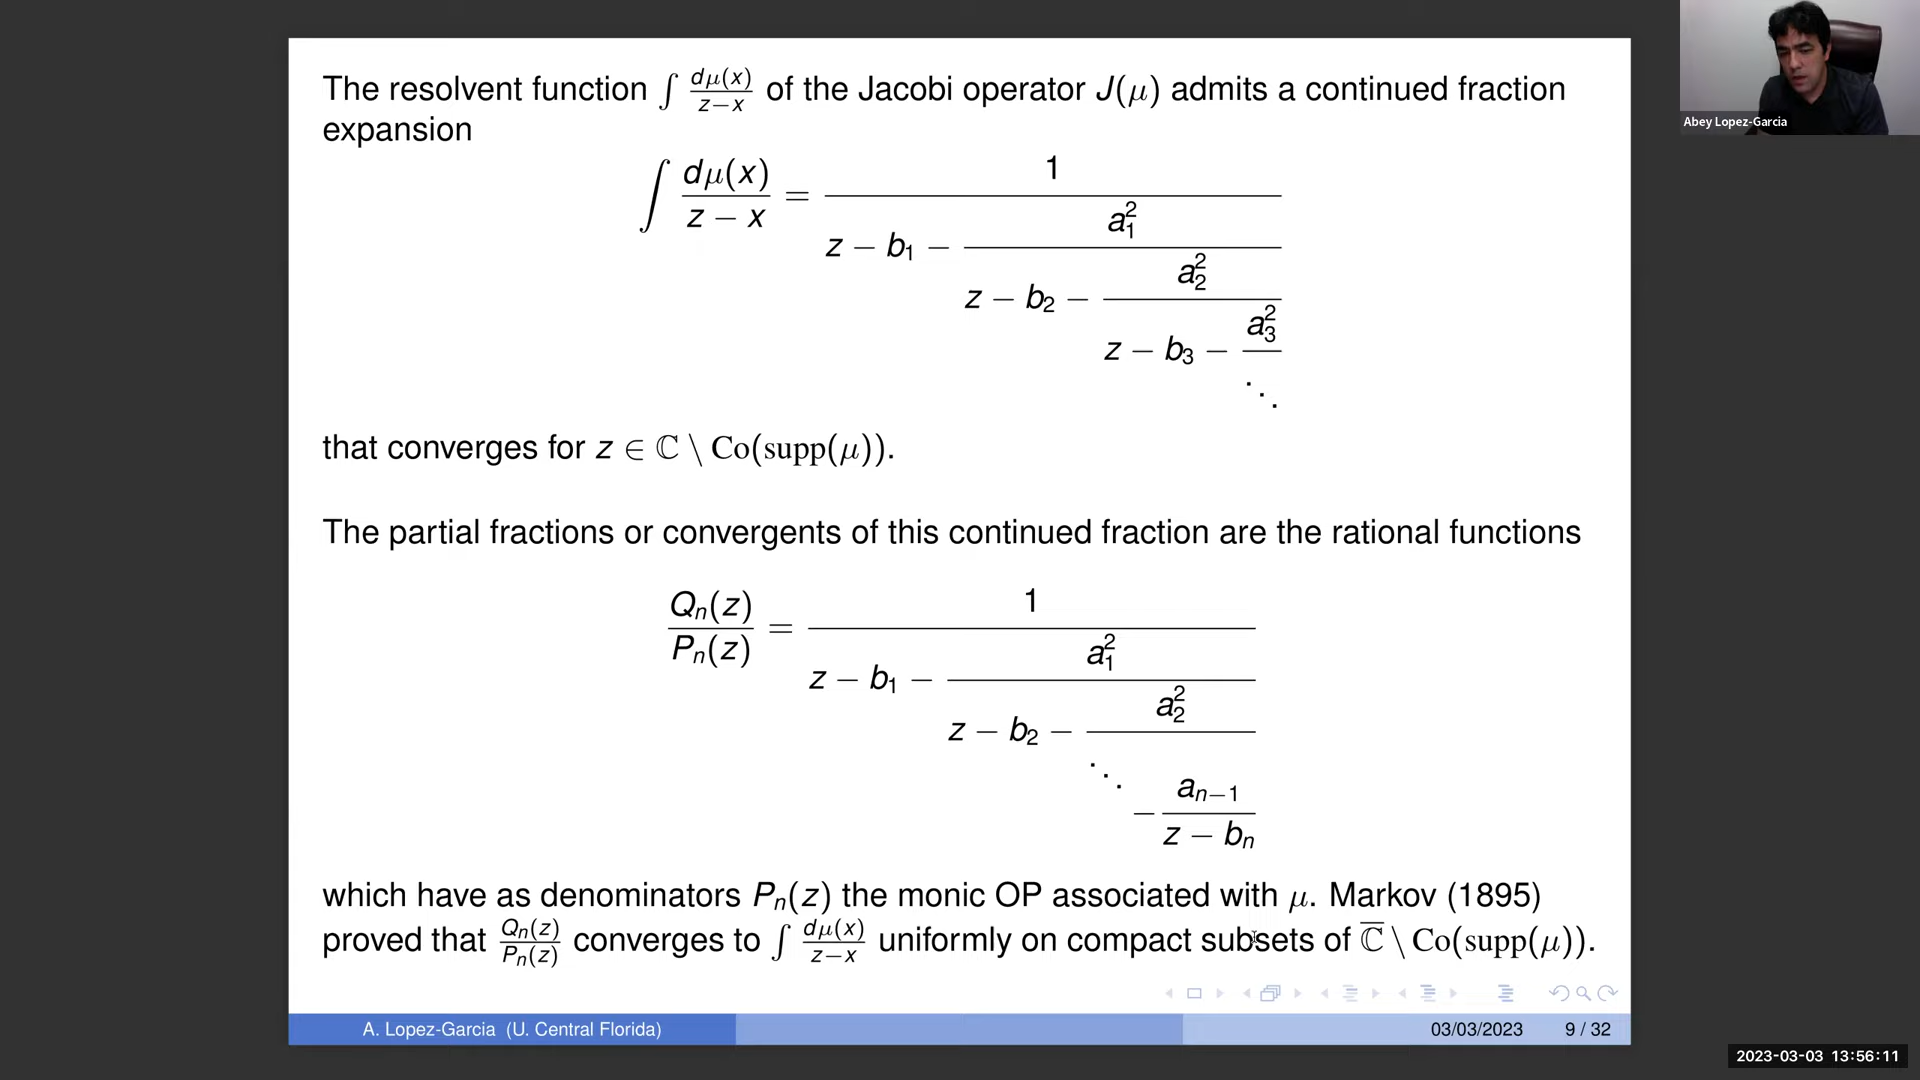 The resolvent function ∫ dμ(x)/(z−x) of the Jacobi operator J(μ) admits a continued fraction
expansion
∫ dμ(x)/(z − x) = 1/(z − b₁ − a₁²/(z − b₂ − a₂²/(z − b₃ − a₃²/⋱)))
that converges for z ∈ ℂ \ Co(supp(μ)).
The partial fractions or convergents of this continued fraction are the rational functions
Qₙ(z)/Pₙ(z) = 1/(z − b₁ − a₁²/(z − b₂ − a₂²/(⋱ − aₙ₋₁/(z − bₙ))))
which have as denominators Pₙ(z) the monic OP associated with μ. Markov (1895)
proved that Qₙ(z)/Pₙ(z) converges to ∫ dμ(x)/(z−x) uniformly on compact subsets of ℂ̅ \ Co(supp(μ)).
A. Lopez-Garcia (U. Central Florida) 03/03/2023 9 / 32
Abey Lopez-Garcia
2023-03-03 13:56:11